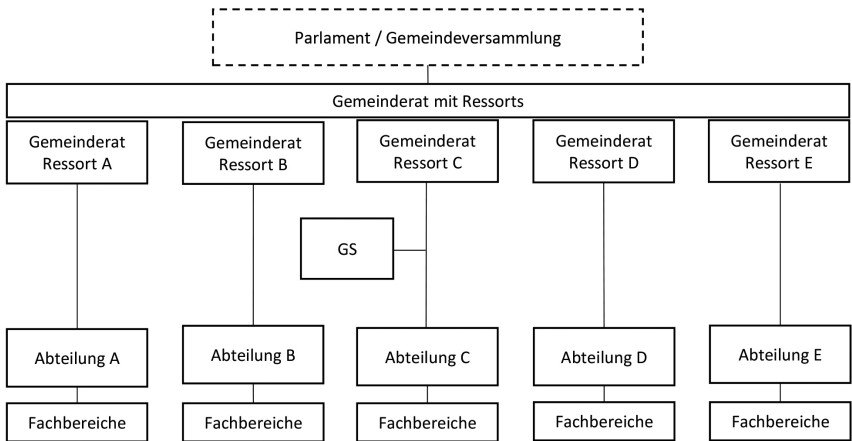 Parlament / Gemeindeversammlung
Gemeinderat mit Ressorts
Gemeinderat
Ressort A
Gemeinderat
Ressort B
Gemeinderat
Ressort C
Gemeinderat
Ressort D
Gemeinderat
Ressort E
GS
Abteilung A
Abteilung B
Abteilung C
Abteilung D
Abteilung E
Fachbereiche
Fachbereiche
Fachbereiche
Fachbereiche
Fachbereiche